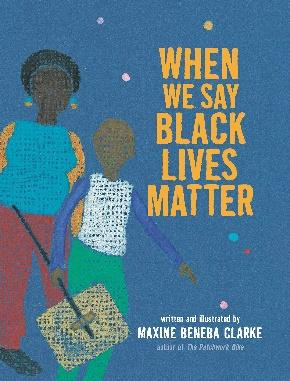 WHEN
WE SAY
BLACK
LIVES
MATTER
written and illustrated by
MAXINE BENEBA CLARKE
author of The Patchwork Bike